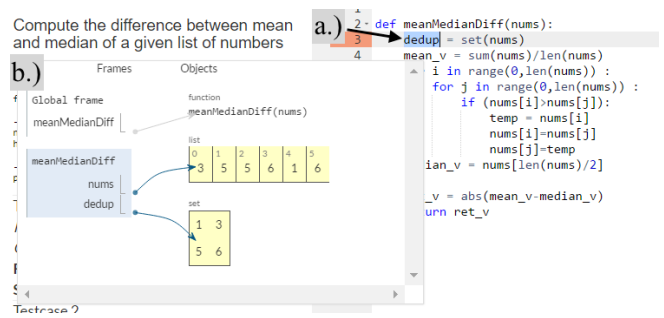 Compute the difference between mean
and median of a given list of numbers
a.)
2 def meanMedianDiff(nums):
3 dedup = set(nums)
4 mean_v = sum(nums)/len(nums)
i in range(0,len(nums)) :
for j in range(0,len(nums)) :
if (nums[i]>nums[j]):
temp = nums[i]
nums[i]=nums[j]
nums[j]=temp
ian_v = nums[len(nums)/2]
_v = abs(mean_v-median_v)
urn ret_v
b.)
Frames Objects
Global frame
meanMedianDiff
function
meanMedianDiff(nums)
list
0 1 2 3 4 5
3 5 5 6 1 6
meanMedianDiff
nums
dedup
set
1 3
5 6
Testcase 2